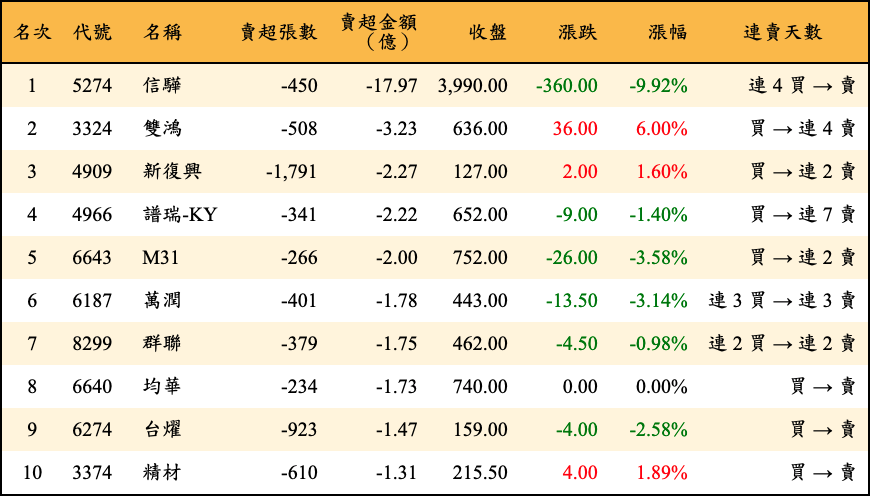 名次 代號 名稱 賣超張數 賣超金額（億） 收盤 漲跌 漲幅 連賣天數
1 5274 信驊 -450 -17.97 3,990.00 -360.00 -9.92% 連 4 買 → 賣
2 3324 雙鴻 -508 -3.23 636.00 36.00 6.00% 買 → 連 4 賣
3 4909 新復興 -1,791 -2.27 127.00 2.00 1.60% 買 → 連 2 賣
4 4966 譜瑞-KY -341 -2.22 652.00 -9.00 -1.40% 買 → 連 7 賣
5 6643 M31 -266 -2.00 752.00 -26.00 -3.58% 買 → 連 2 賣
6 6187 萬潤 -401 -1.78 443.00 -13.50 -3.14% 連 3 買 → 連 3 賣
7 8299 群聯 -379 -1.75 462.00 -4.50 -0.98% 連 2 買 → 連 2 賣
8 6640 均華 -234 -1.73 740.00 0.00 0.00% 買 → 賣
9 6274 台燿 -923 -1.47 159.00 -4.00 -2.58% 買 → 賣
10 3374 精材 -610 -1.31 215.50 4.00 1.89% 買 → 賣